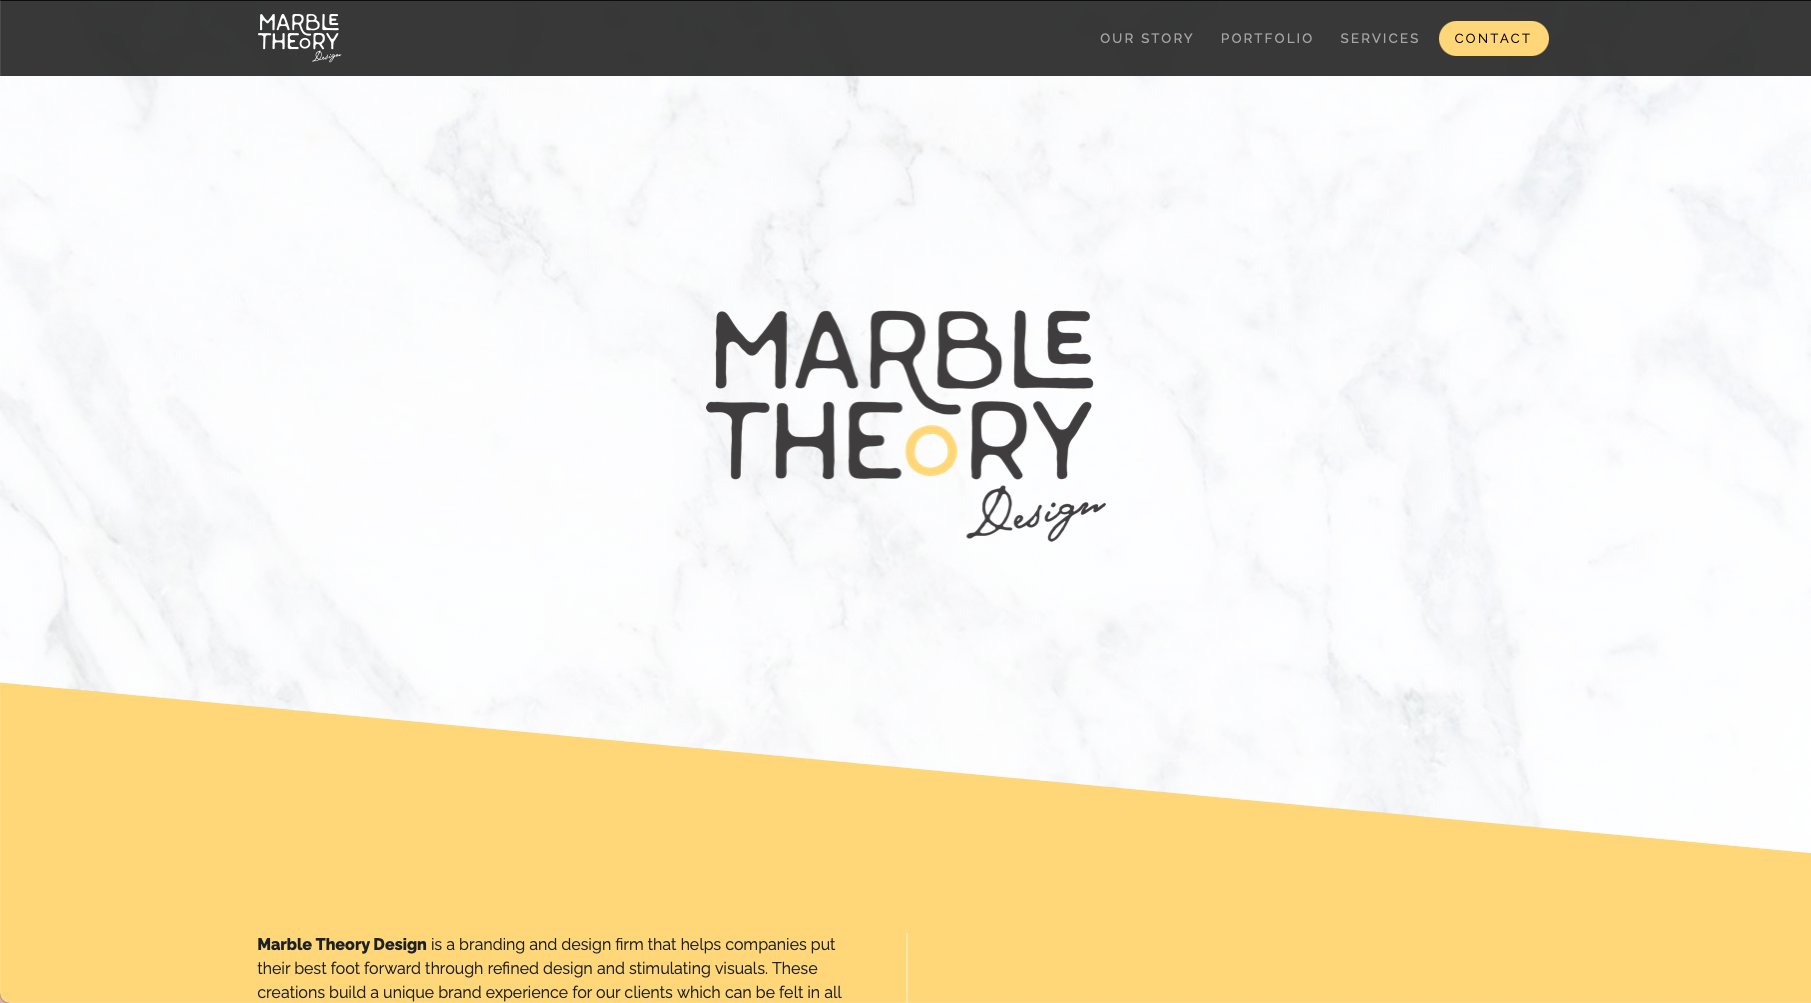 MARBLE
THEORY
Design
OUR STORY PORTFOLIO SERVICES CONTACT
MARBLE
THEORY
Design
Marble Theory Design is a branding and design firm that helps companies put
their best foot forward through refined design and stimulating visuals. These
creations build a unique brand experience for our clients which can be felt in all